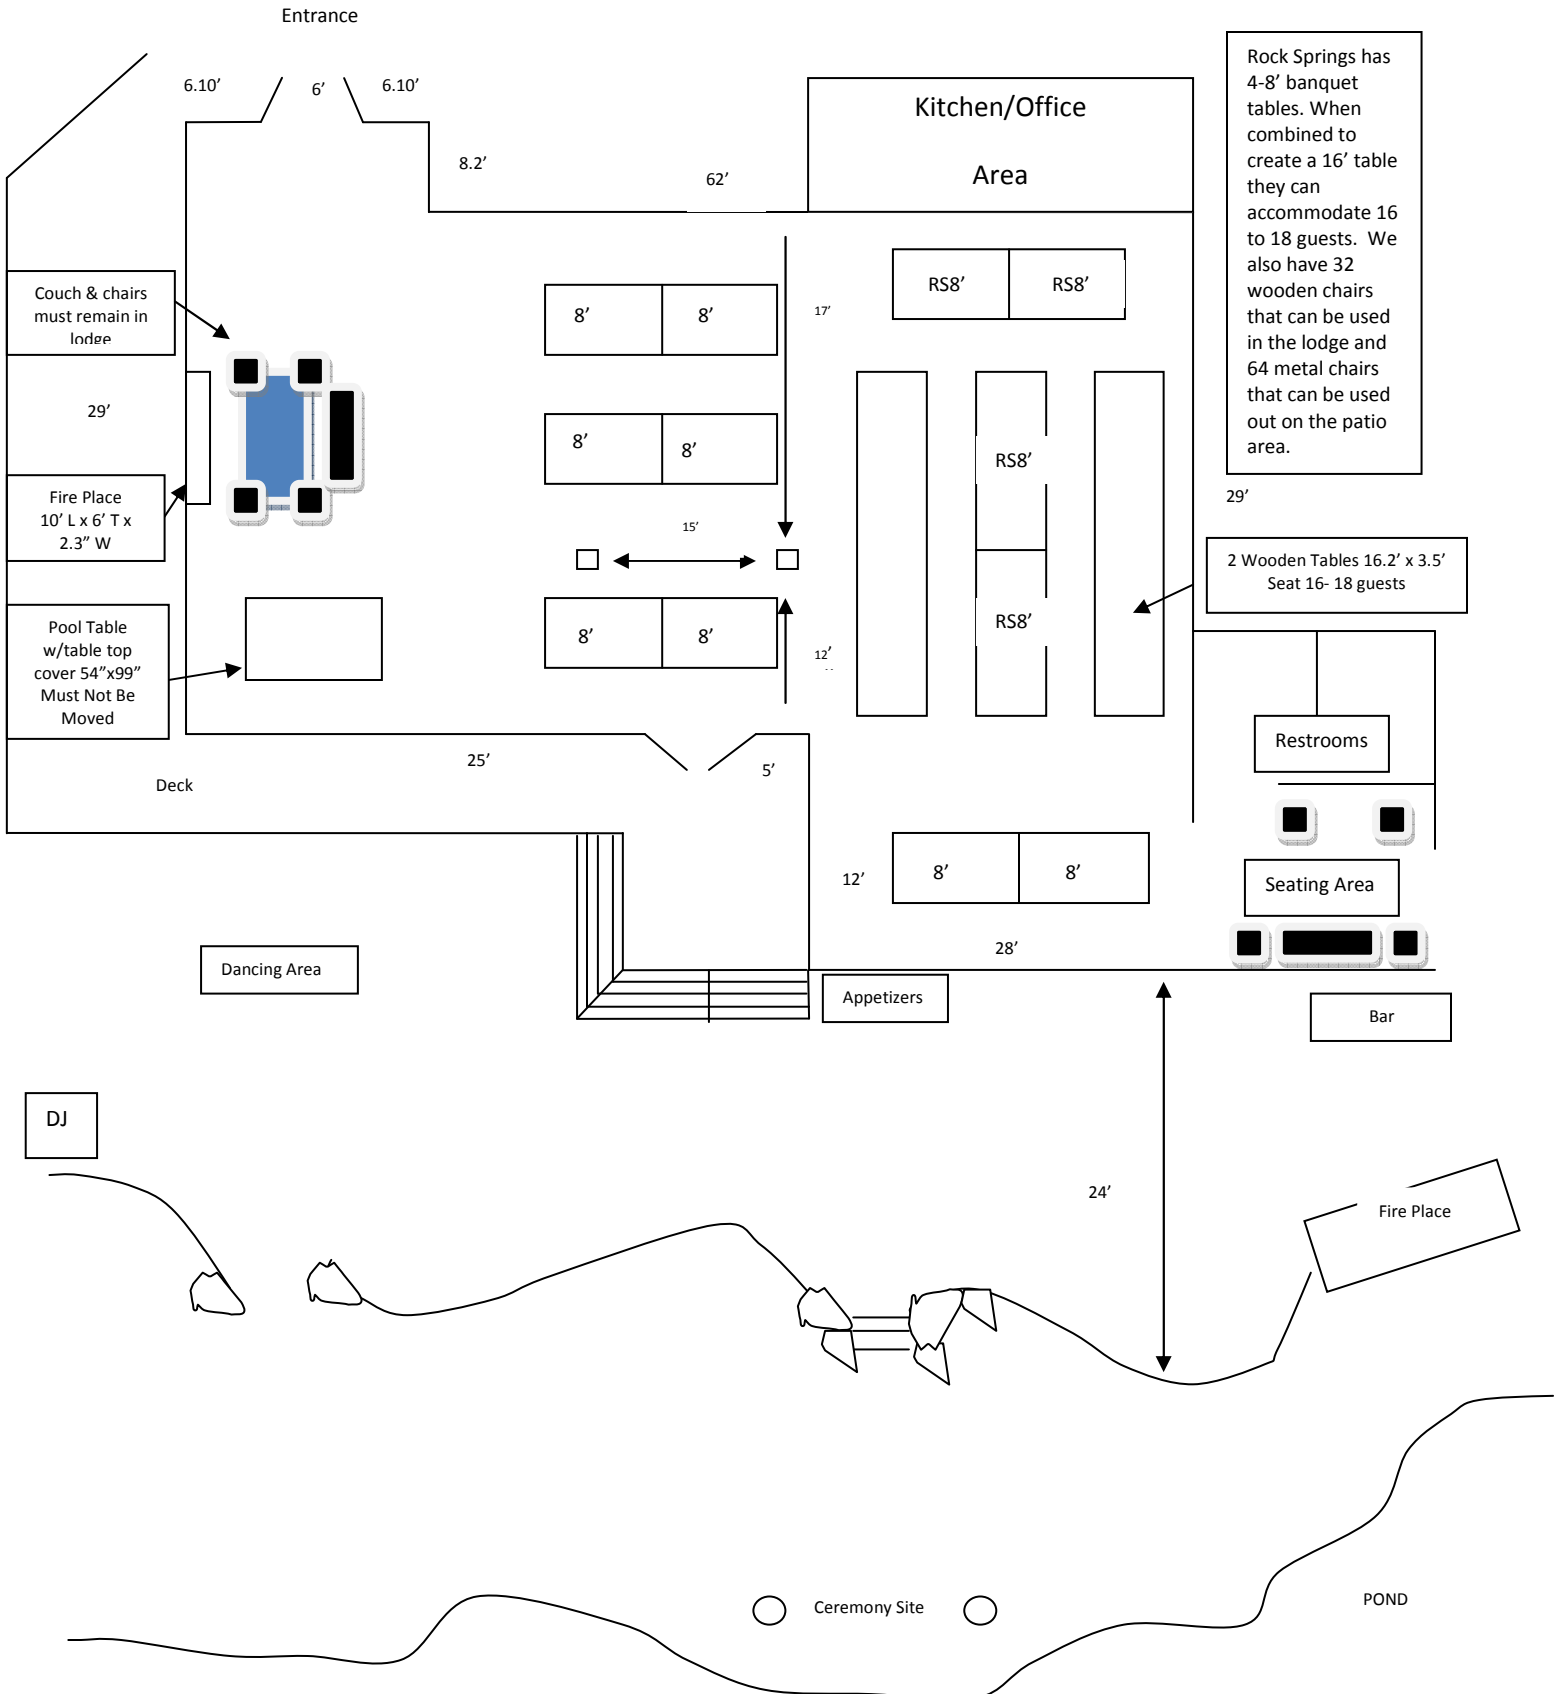 Entrance
6.10’
6’
6.10’
Kitchen/Office
Area
8.2’
62’
Rock Springs has
4-8’ banquet
tables. When
combined to
create a 16’ table
they can
accommodate 16
to 18 guests. We
also have 32
wooden chairs
that can be used
in the lodge and
64 metal chairs
that can be used
out on the patio
area.
Couch & chairs
must remain in
lodge
8’
8’
17’
RS8’
RS8’
29’
8’
8’
RS8’
29’
Fire Place
10’ L x 6’ T x
2.3” W
15’
2 Wooden Tables 16.2’ x 3.5’
Seat 16- 18 guests
Pool Table
w/table top
cover 54”x99”
Must Not Be
Moved
8’
8’
12’
RS8’
Restrooms
25’
5’
Deck
12’
8’
8’
Seating Area
28’
Dancing Area
Appetizers
Bar
DJ
24’
Fire Place
Ceremony Site
POND